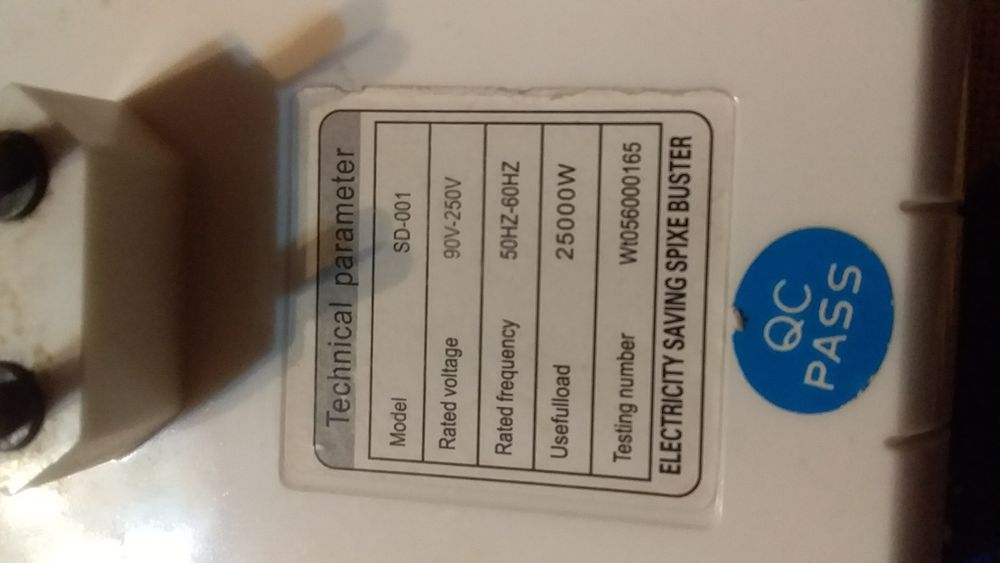 Technical parameter
Model SD-001
Rated voltage 90V-250V
Rated frequency 50HZ-60HZ
Usefulload 25000W
Testing number Wt056000165
ELECTRICITY SAVING SPIXE BUSTER
QC
PASS